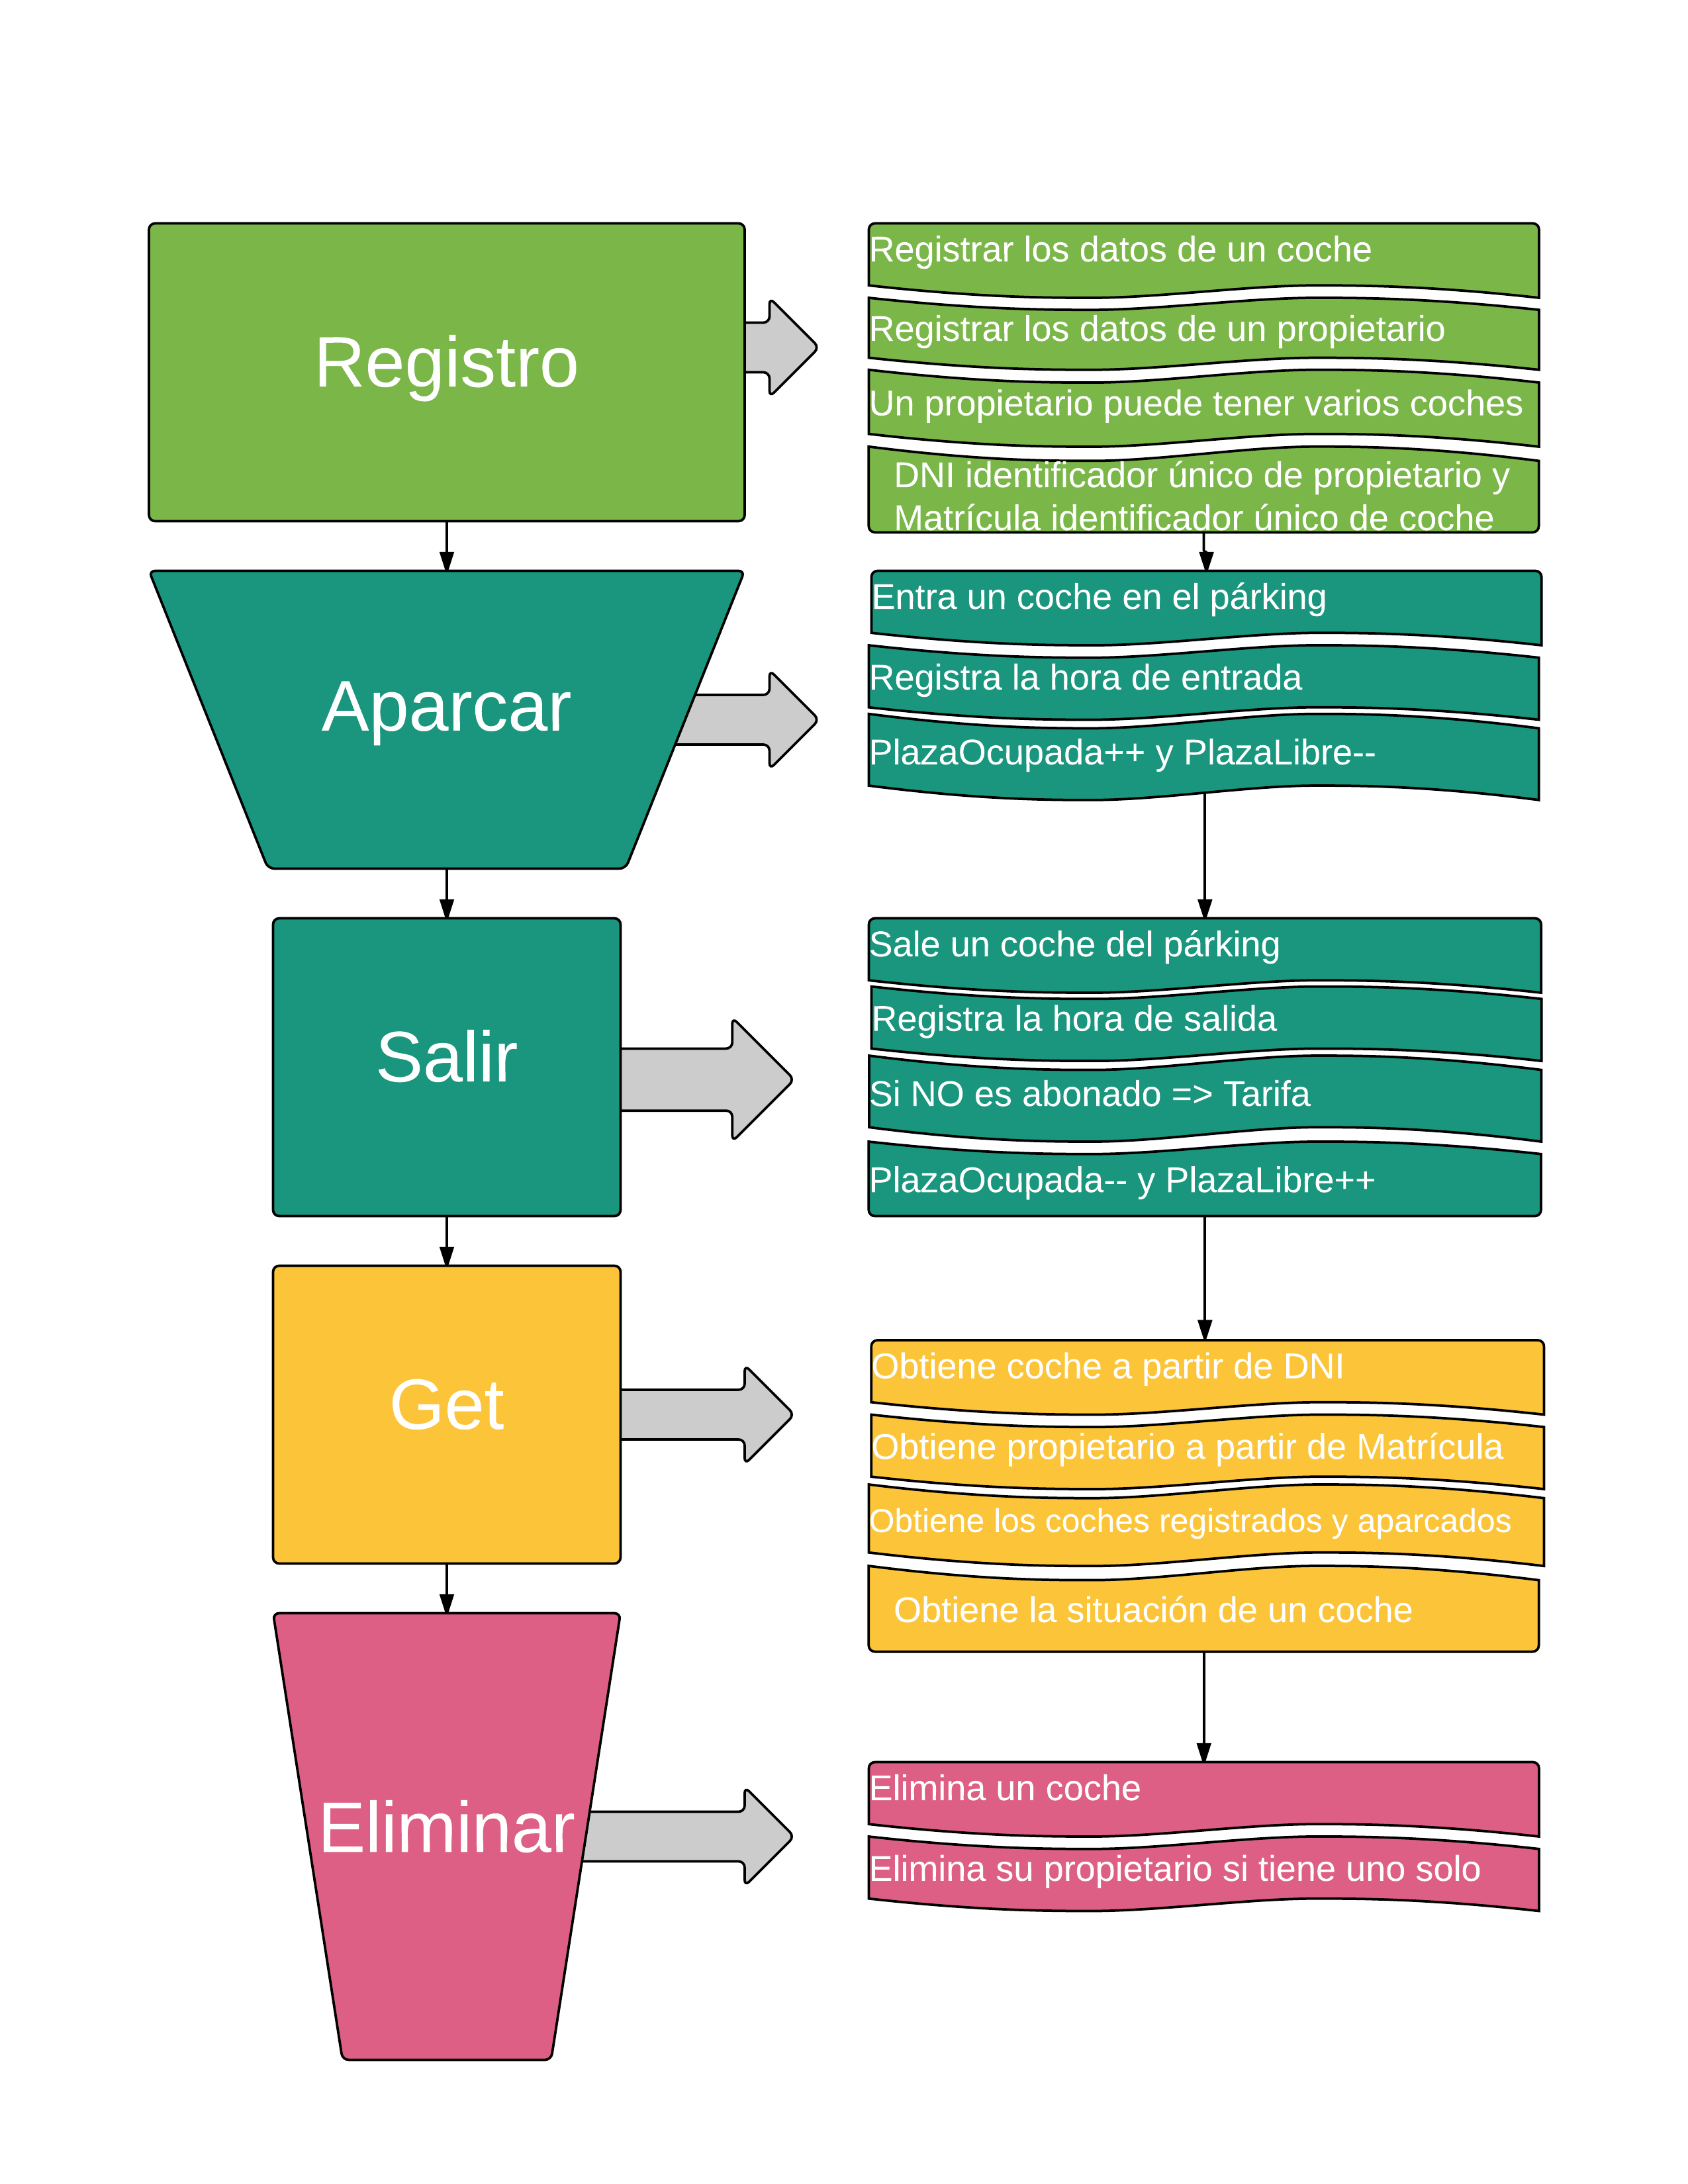 Registro
Registrar los datos de un coche
Registrar los datos de un propietario
Un propietario puede tener varios coches
DNI identificador único de propietario y
Matrícula identificador único de coche
Aparcar
Entra un coche en el párking
Registra la hora de entrada
PlazaOcupada++ y PlazaLibre--
Salir
Sale un coche del párking
Registra la hora de salida
Si NO es abonado => Tarifa
PlazaOcupada-- y PlazaLibre++
Get
Obtiene coche a partir de DNI
Obtiene propietario a partir de Matrícula
Obtiene los coches registrados y aparcados
Obtiene la situación de un coche
Eliminar
Elimina un coche
Elimina su propietario si tiene uno solo